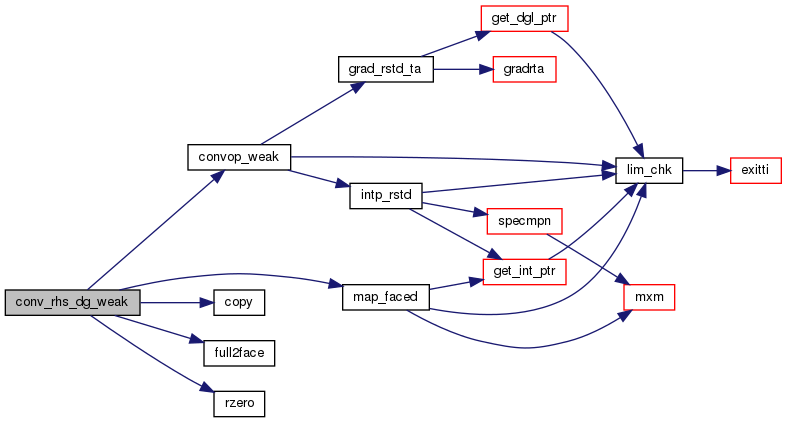 get_dgl_ptr
grad_rstd_ta
gradrta
convop_weak
lim_chk
exitti
intp_rstd
specmpn
get_int_ptr
conv_rhs_dg_weak
copy
map_faced
mxm
full2face
rzero